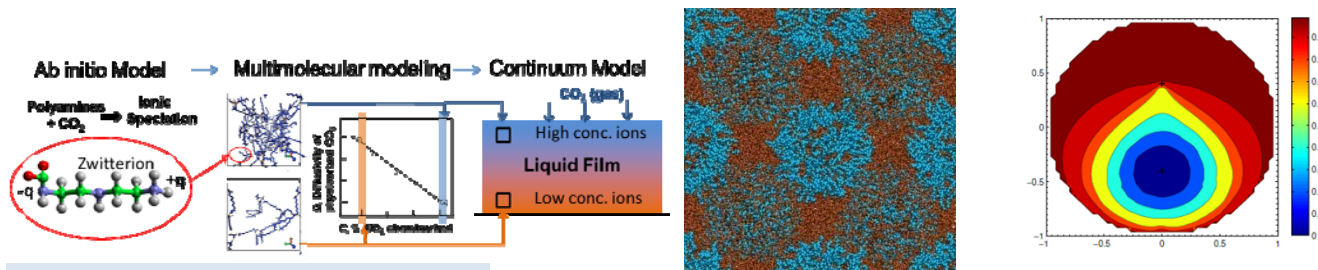 Ab initio Model
Multimolecular modeling
Continuum Model
Polyamines
+ CO2
Ionic
Speciation
CO2 (gas)
Zwitterion
-q
+q
High conc. ions
Liquid Film
Low conc. ions
1
0.5
0
-0.5
-1
-1
-0.5
0
0.5
1